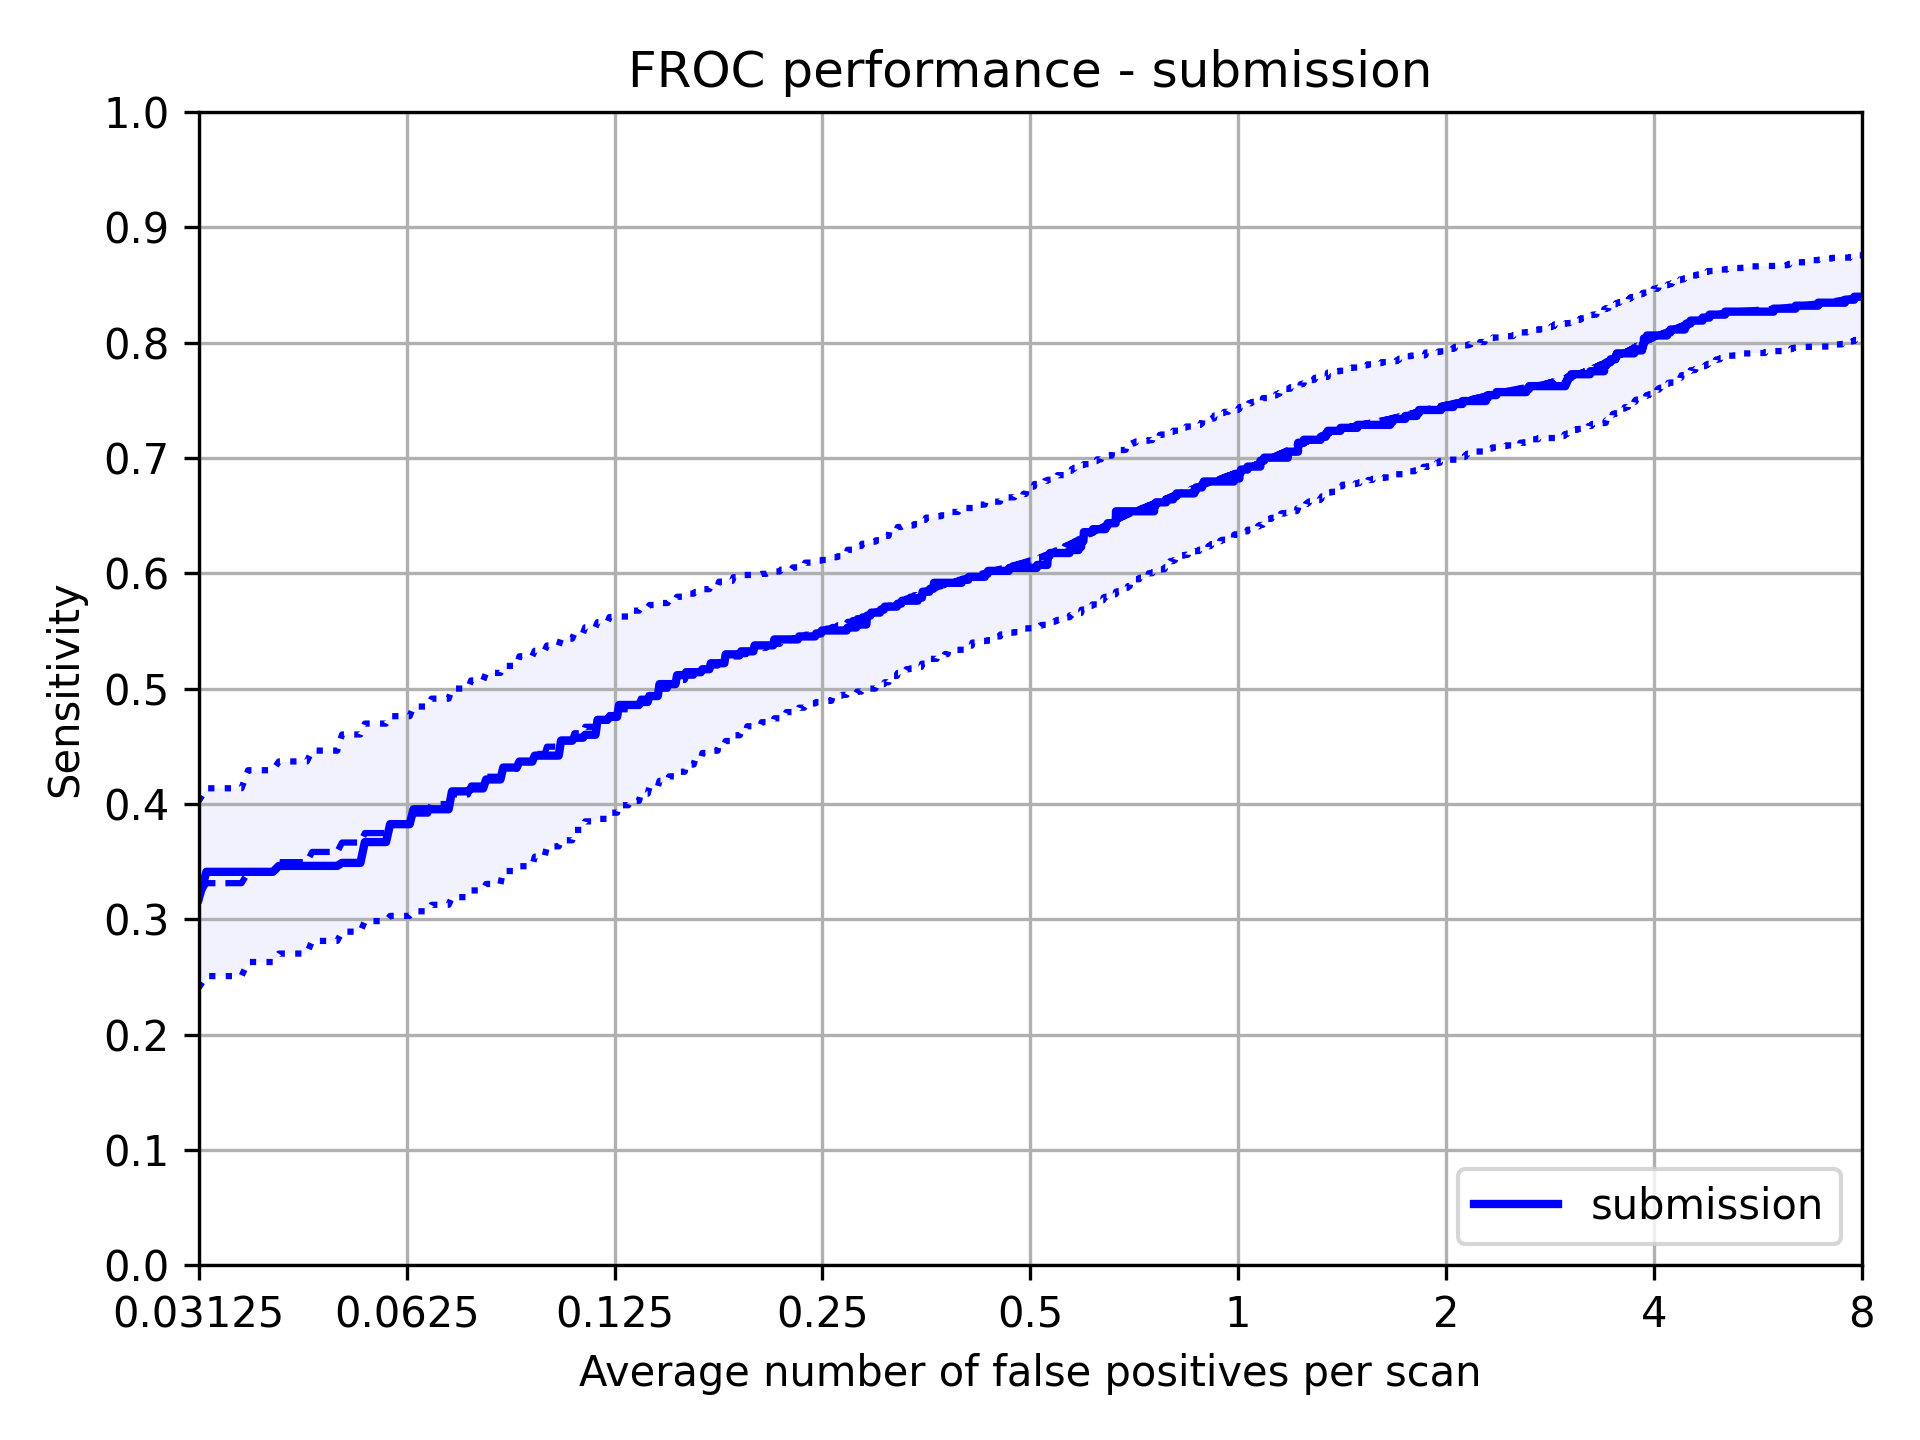 FROC performance - submission
1.0
0.9
0.8
0.7
0.6
0.5
0.4
0.3
0.2
0.1
0.0
Sensitivity
0.03125 0.0625 0.125 0.25 0.5 1 2 4 8
Average number of false positives per scan
submission